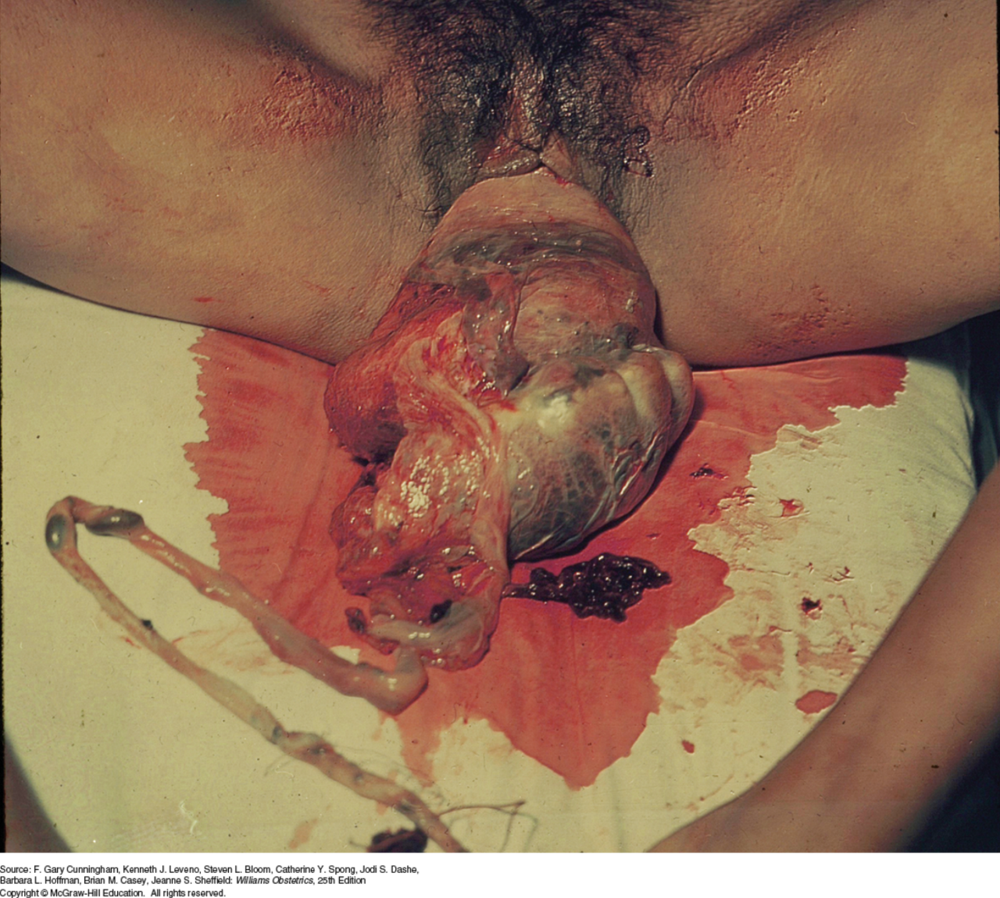 Source: F. Gary Cunningham, Kenneth J. Leveno, Steven L. Bloom, Catherine Y. Spong, Jodi S. Dashe,
Barbara L. Hoffman, Brian M. Casey, Jeanne S. Sheffield: Williams Obstetrics, 25th Edition
Copyright © McGraw-Hill Education. All rights reserved.